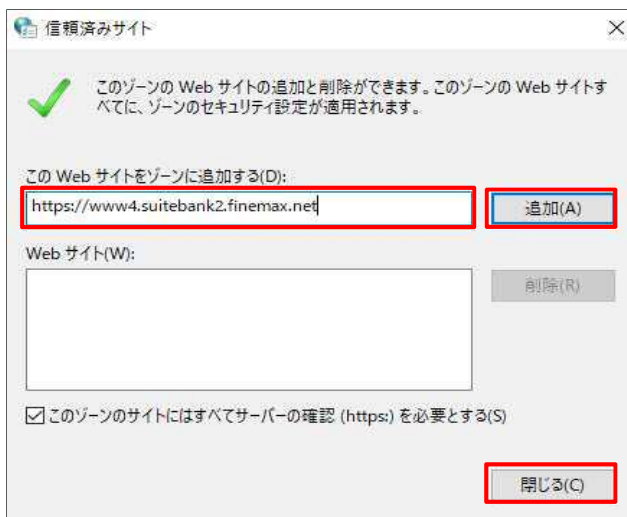 信頼済みサイト
このゾーンの Web サイトの追加と削除ができます。このゾーンの Web サイトす
べてに、ゾーンのセキュリティ設定が適用されます。
この Web サイトをゾーンに追加する(D):
https://www4.suitebank2.finemax.net
追加(A)
Web サイト(W):
削除(R)
このゾーンのサイトにはすべてサーバーの確認 (https:) を必要とする(S)
閉じる(C)